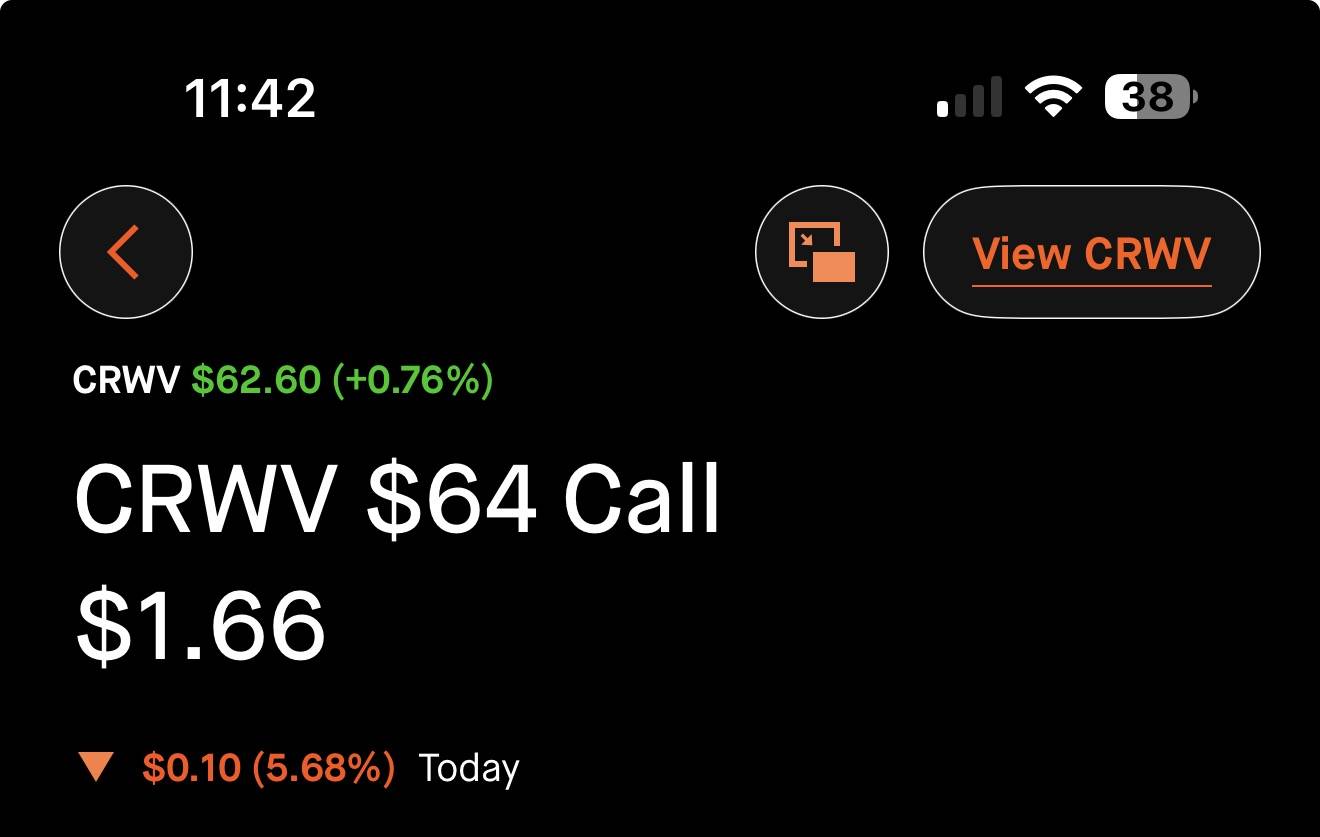 11:42 38
View CRWV
CRWV $62.60 (+0.76%)
CRWV $64 Call
$1.66
▼ $0.10 (5.68%) Today